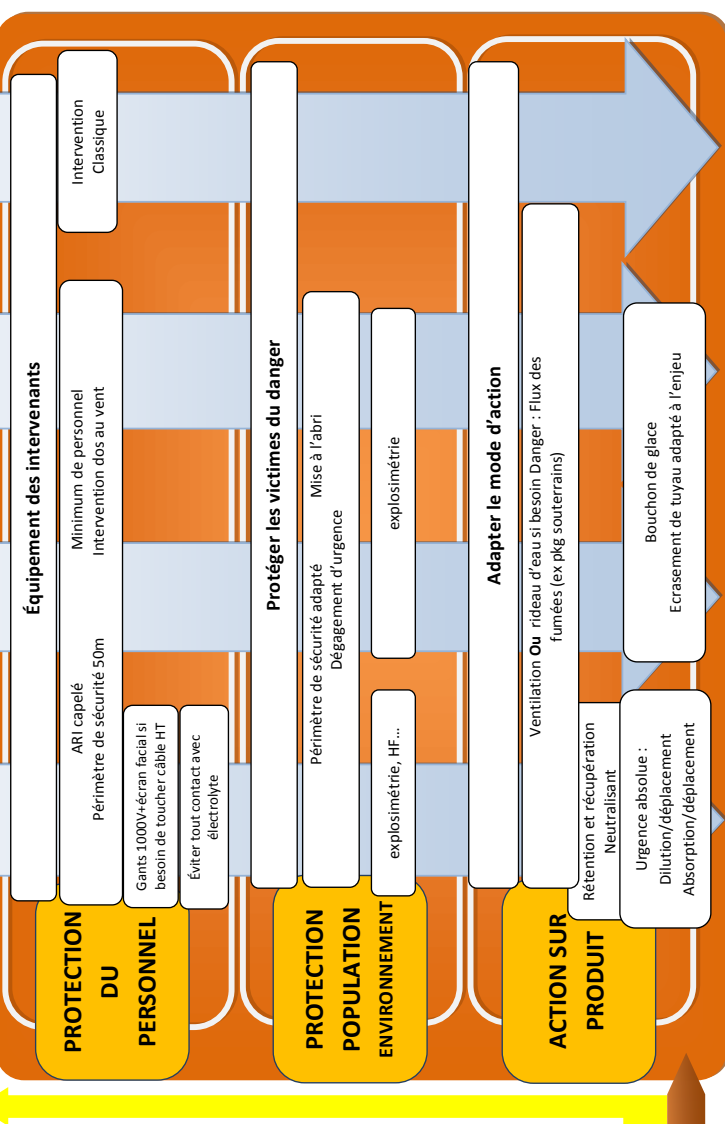 PROTECTION
DU
PERSONNEL
Équipement des intervenants
ARI capelé Minimum de personnel
Périmètre de sécurité 50m Intervention dos au vent
Intervention
Classique
Gants 1000V+écran facial si
besoin de toucher câble HT
Éviter tout contact avec
électrolyte
PROTECTION
POPULATION
ENVIRONNEMENT
Protéger les victimes du danger
Périmètre de sécurité adapté Mise à l'abri
Dégagement d'urgence
explosimétrie, HF…
explosimétrie
ACTION SUR
PRODUIT
Adapter le mode d'action
Ventilation Ou rideau d'eau si besoin Danger : Flux des
fumées (ex pkg souterrains)
Rétention et récupération
Neutralisant
Urgence absolue :
Dilution/déplacement
Absorption/déplacement
Bouchon de glace
Ecrasement de tuyau adapté à l'enjeu